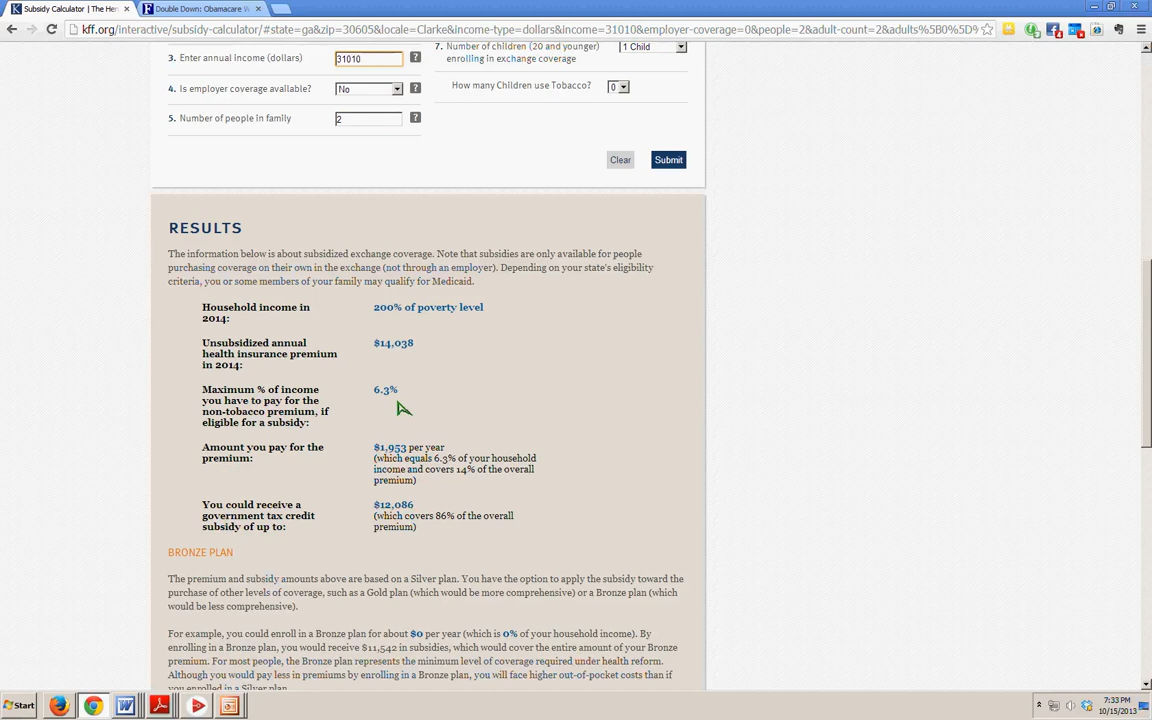 Subsidy Calculator | The Hen
Double Down: Obamacare W
kff.org/interactive/subsidy-calculator/#state=ga&zip=30605&locale=Clarke&income-type=dollars&income=31010&employer-coverage=0&people=2&adult-count=2&adults%5B0%5D%
3. Enter annual income (dollars)
31010
?
4. Is employer coverage available?
No
?
5. Number of people in family
2
?
7. Number of children (20 and younger)
enrolling in exchange coverage
1 Child
How many Children use Tobacco?
0
Clear
Submit
RESULTS
The information below is about subsidized exchange coverage. Note that subsidies are only available for people
purchasing coverage on their own in the exchange (not through an employer). Depending on your state's eligibility
criteria, you or some members of your family may qualify for Medicaid.
Household income in
2014:
200% of poverty level
Unsubsidized annual
health insurance premium
in 2014:
$14,038
Maximum % of income
you have to pay for the
non-tobacco premium, if
eligible for a subsidy:
6.3%
Amount you pay for the
premium:
$1,953 per year
(which equals 6.3% of your household
income and covers 14% of the overall
premium)
You could receive a
government tax credit
subsidy of up to:
$12,086
(which covers 86% of the overall
premium)
BRONZE PLAN
The premium and subsidy amounts above are based on a Silver plan. You have the option to apply the subsidy toward the
purchase of other levels of coverage, such as a Gold plan (which would be more comprehensive) or a Bronze plan (which
would be less comprehensive).
For example, you could enroll in a Bronze plan for about $0 per year (which is 0% of your household income). By
enrolling in a Bronze plan, you would receive $11,542 in subsidies, which would cover the entire amount of your Bronze
premium. For most people, the Bronze plan represents the minimum level of coverage required under health reform.
Although you would pay less in premiums by enrolling in a Bronze plan, you will face higher out-of-pocket costs than if
you enrolled in a Silver plan.
Start
7:33 PM
10/15/2013